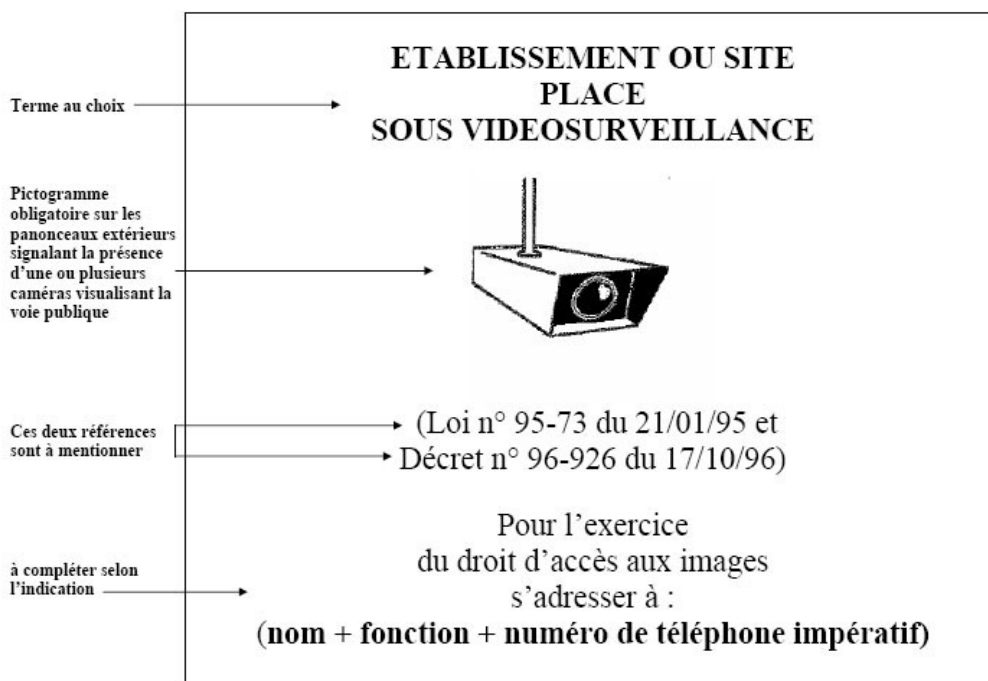 ETABLISSEMENT OU SITE
PLACE
SOUS VIDEOSURVEILLANCE
Terme au choix
Pictogramme
obligatoire sur les
panonceaux extérieurs
signalant la présence
d’une ou plusieurs
caméras visualisant la
voie publique
Ces deux références
sont à mentionner
(Loi n° 95-73 du 21/01/95 et
Décret n° 96-926 du 17/10/96)
à compléter selon
l’indication
Pour l’exercice
du droit d’accès aux images
s’adresser à :
(nom + fonction + numéro de téléphone impératif)